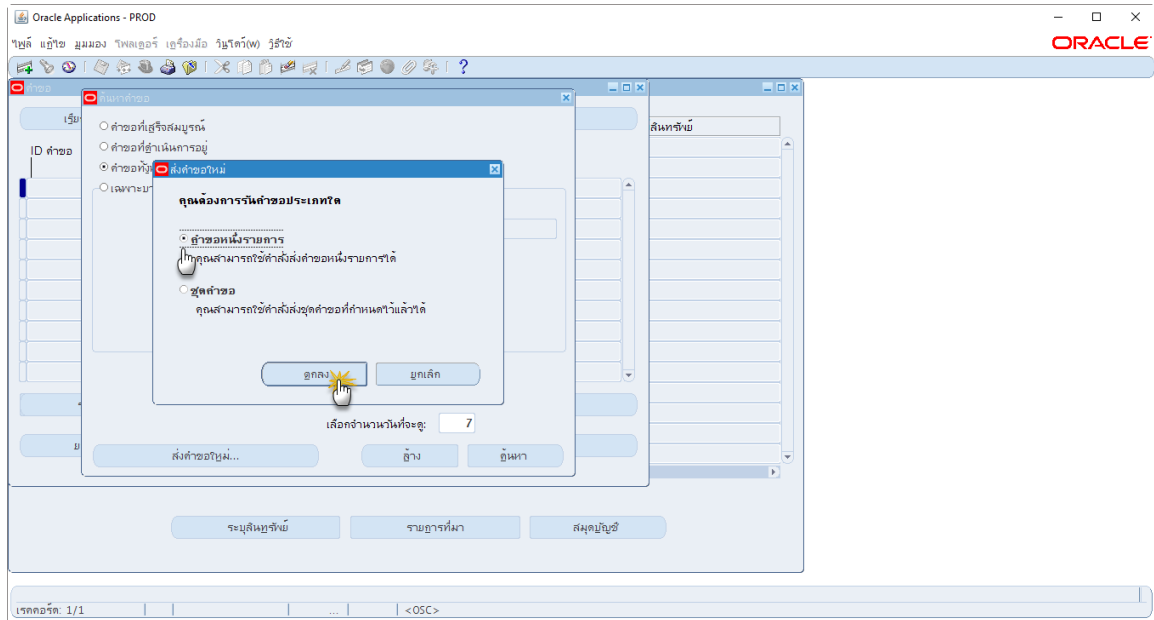 Oracle Applications - PROD
ไฟล์ แก้ไข มุมมอง โฟลเดอร์ เครื่องมือ วินโดว์(W) วิธีใช้
ORACLE
คำขอ
ค้นหาคำขอ
สินทรัพย์
คำขอที่เสร็จสมบูรณ์
ID คำขอ
คำขอที่ดำเนินการอยู่
ส่งคำขอใหม่
คุณต้องการรันคำขอประเภทใด
คำขอหนึ่งรายการ
คุณสามารถใช้คำสั่งส่งคำขอหนึ่งรายการได้
ชุดคำขอ
คุณสามารถใช้คำสั่งส่งชุดคำขอที่กำหนดไว้แล้วได้
ตกลง
ยกเลิก
เลือกจำนวนวันที่จะดู: 7
ส่งคำขอใหม่...
ล้าง
ค้นหา
ระบุสินทรัพย์
รายการที่มา
สมุดบัญชี
เรคคอร์ด: 1/1
...
<OSC>